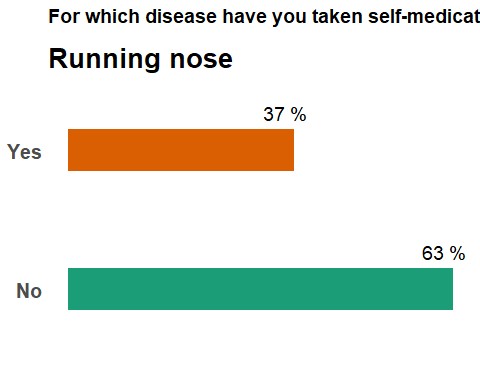 For which disease have you taken self-medicat
Running nose
37 %
Yes
63 %
No